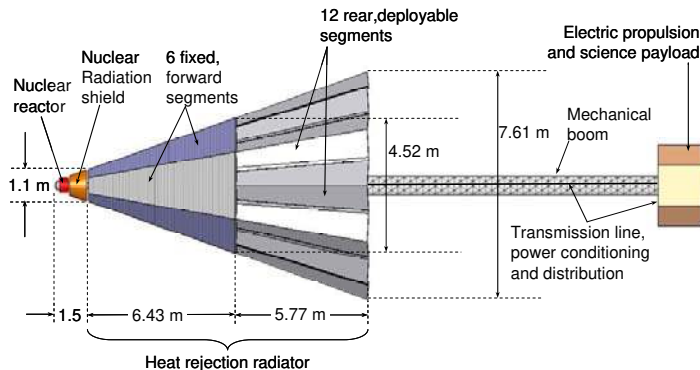 12 rear,deployable
segments
Electric propulsion
and science payload
Nuclear
Radiation
shield
6 fixed,
forward
segments
Nuclear
reactor
Mechanical
boom
7.61 m
4.52 m
1.1 m
Transmission line,
power conditioning
and distribution
1.5
6.43 m
5.77 m
Heat rejection radiator